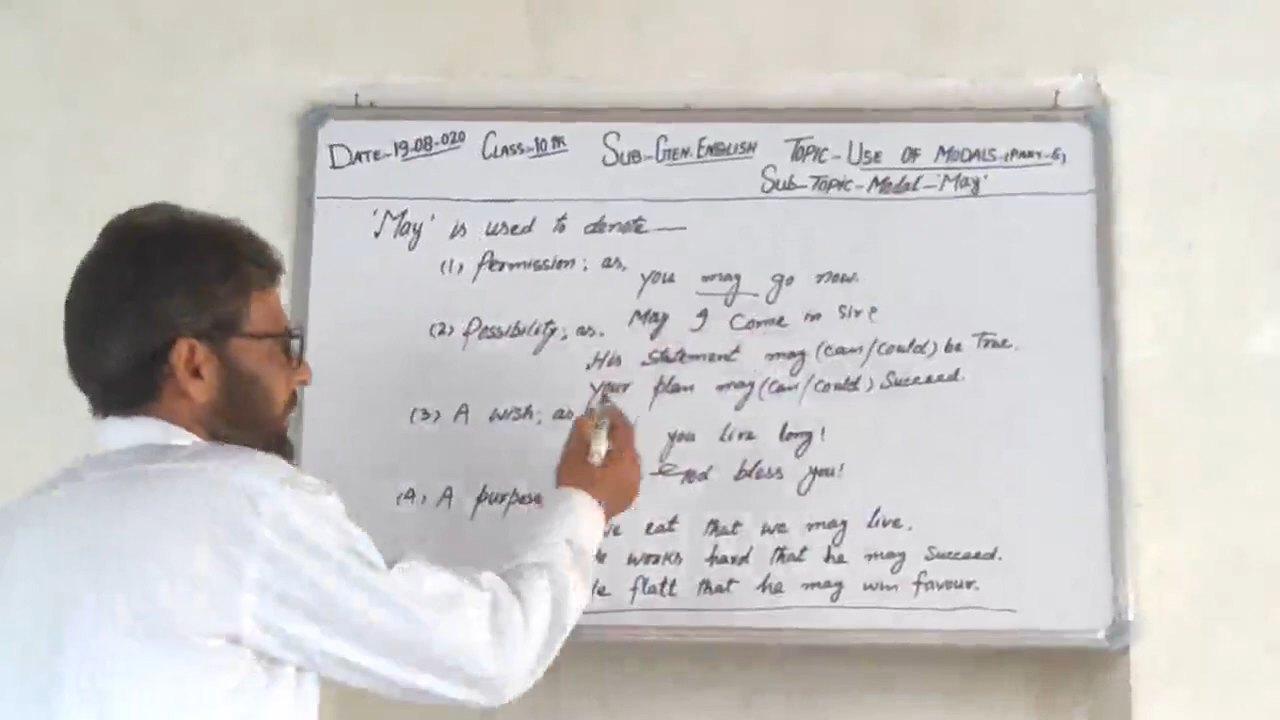 DATE-19-08-020 CLASS-10th SUB-GEN.ENGLISH TOPIC-USE OF MODALS-(PART-6)
Sub-Topic-Modal-'May'
'May' is used to denote—
(1) Permission; as,
you may go now.
May I come in sir?
(2) Possibility; as.
His statement may (can/could) be True.
your plan may (can/could) Succeed.
(3) A wish; as
you live long!
God bless you!
(4) A purpose
we eat that we may live.
works hard that he may Succeed.
flatt that he may win favour.